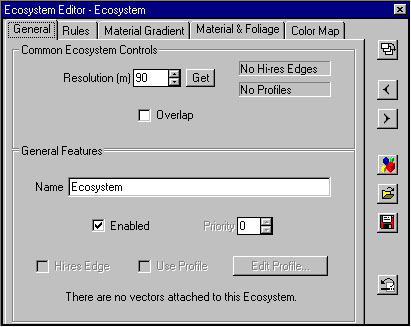 Ecosystem Editor - Ecosystem
General Rules Material Gradient Material & Foliage Color Map
Common Ecosystem Controls
Resolution (m) 90 Get No Hi-res Edges
No Profiles
Overlap
General Features
Name Ecosystem
Enabled Priority 0
Hi-res Edge Use Profile Edit Profile...
There are no vectors attached to this Ecosystem.